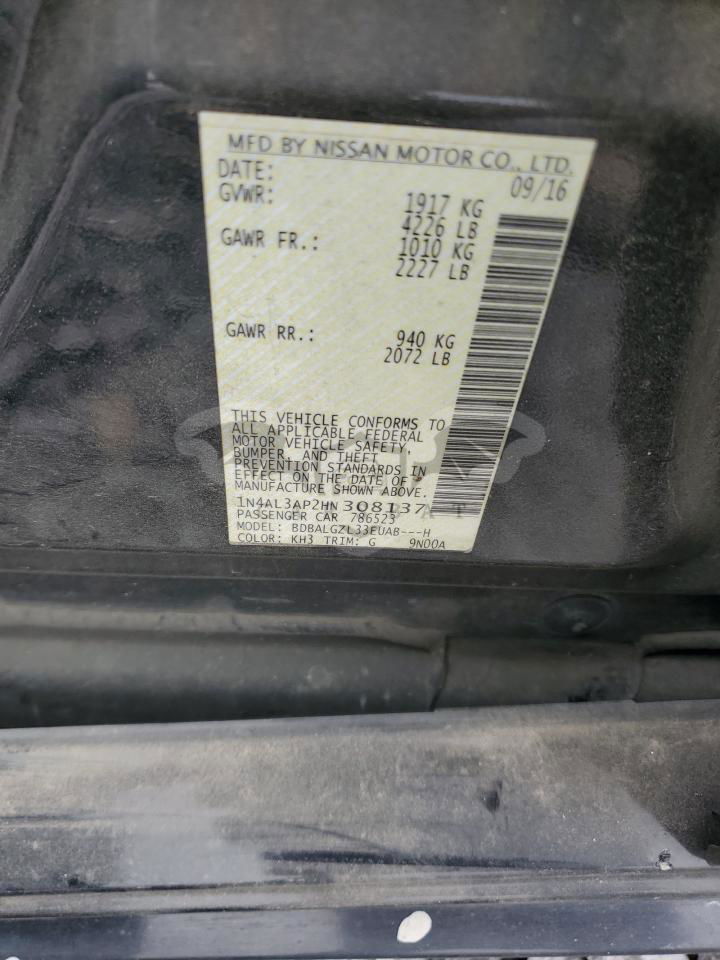 MFD BY NISSAN MOTOR CO., LTD.
DATE: 09/16
GVWR: 1917 KG
4226 LB
GAWR FR.: 1010 KG
2227 LB
GAWR RR.: 940 KG
2072 LB
THIS VEHICLE CONFORMS TO
ALL APPLICABLE FEDERAL
MOTOR VEHICLE SAFETY,
BUMPER, AND THEFT
PREVENTION STANDARDS IN
EFFECT ON THE DATE OF
MANUFACTURE SHOWN ABOVE.
1N4AL3AP2HN308137
PASSENGER CAR 786523
MODEL: BDBALGZL33EUAB---H
COLOR: KH3 TRIM: G 9N00A